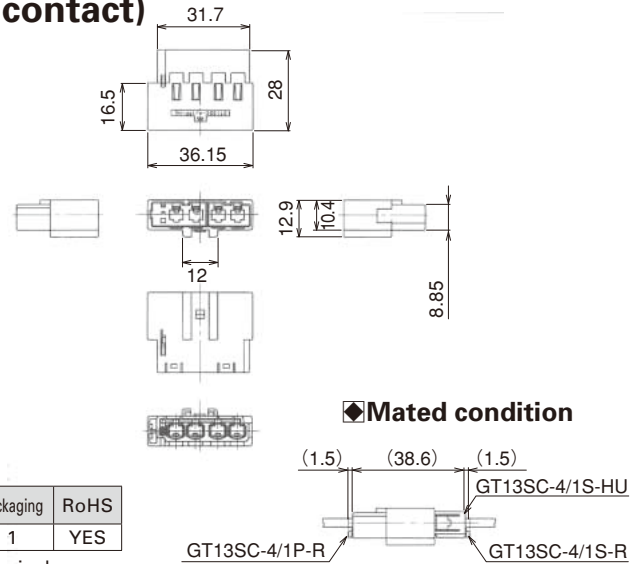 contact)
31.7
28
16.5
36.15
12.9
10.4
12
8.85
◆Mated condition
(1.5) (38.6) (1.5)
GT13SC-4/1S-HU
GT13SC-4/1P-R
GT13SC-4/1S-R
ckaging RoHS
1 YES